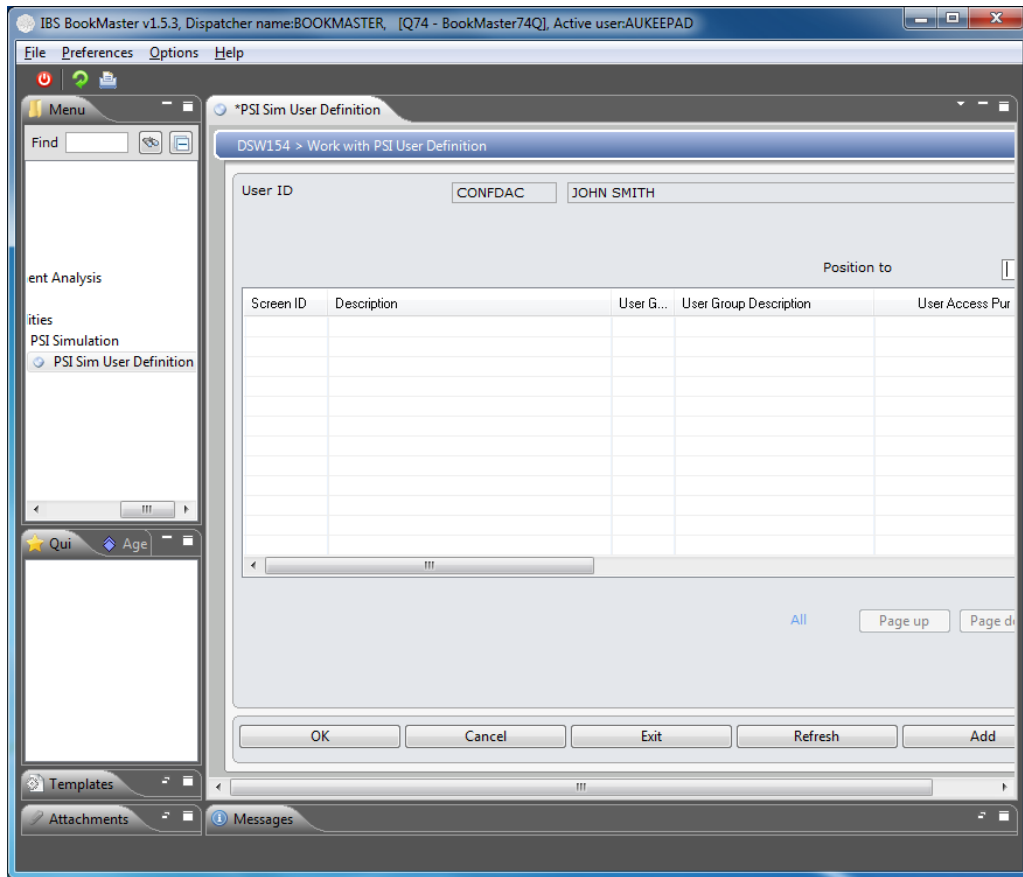 IBS BookMaster v1.5.3, Dispatcher name:BOOKMASTER, [Q74 - BookMaster74Q], Active user:AUKEEPAD
File Preferences Options Help
Menu
Find
ent Analysis
ities
PSI Simulation
PSI Sim User Definition
Qui
Age
Templates
Attachments
*PSI Sim User Definition
DSW154 > Work with PSI User Definition
User ID CONFDAC JOHN SMITH
Position to
Screen ID Description User G... User Group Description User Access Pur
All Page up Page d
OK Cancel Exit Refresh Add
Messages